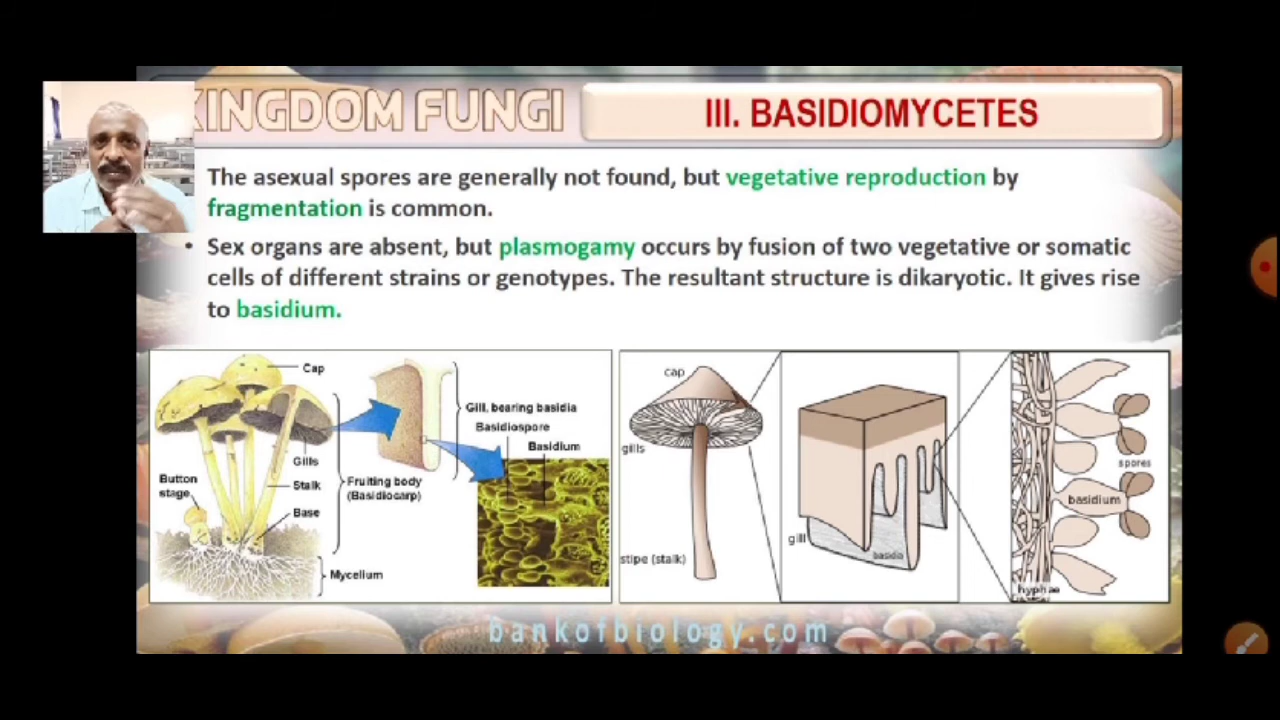 KINGDOM FUNGI
III. BASIDIOMYCETES
The asexual spores are generally not found, but vegetative reproduction by
fragmentation is common.
• Sex organs are absent, but plasmogamy occurs by fusion of two vegetative or somatic
cells of different strains or genotypes. The resultant structure is dikaryotic. It gives rise
to basidium.
Cap
Gill, bearing basidia
Basidiospore
Basidium
Gills
Button
stage
Stalk
Fruiting body
(Basidiocarp)
Base
Mycelium
cap
gills
stipe (stalk)
gill
basidia
spores
basidium
hyphae
bankofbiology.com